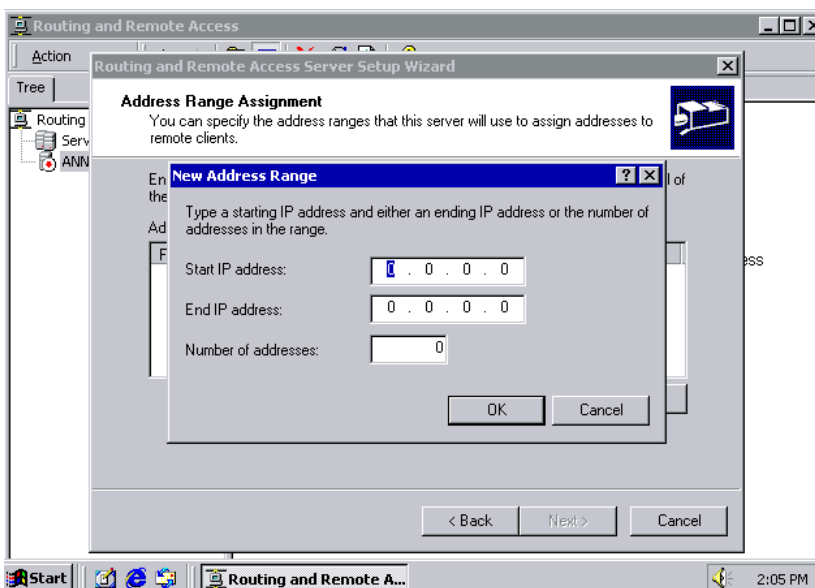 Routing and Remote Access
Action
Tree
Routing
Serv
ANN
Routing and Remote Access Server Setup Wizard
Address Range Assignment
You can specify the address ranges that this server will use to assign addresses to
remote clients.
En
l of
the
Ad
F
ess
New Address Range
Type a starting IP address and either an ending IP address or the number of
addresses in the range.
Start IP address:
0 . 0 . 0 . 0
End IP address:
0 . 0 . 0 . 0
Number of addresses:
0
OK
Cancel
< Back
Next >
Cancel
Start
Routing and Remote A...
2:05 PM